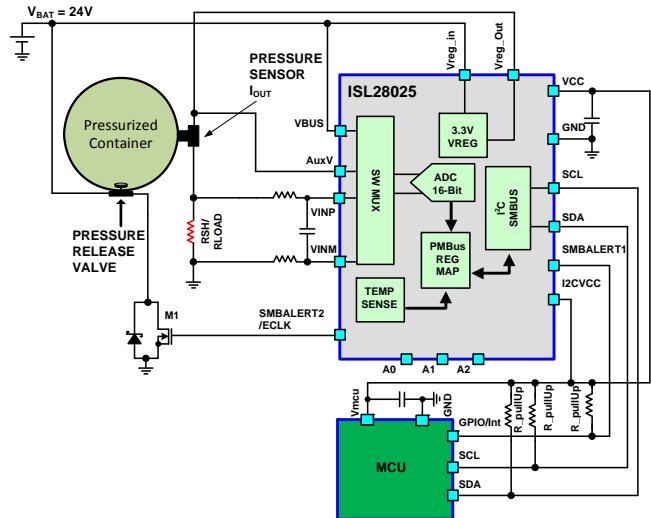 VBAT = 24V
PRESSURE
SENSOR
IOUT
Vreg_in
Vreg_Out
ISL28025
VCC
Pressurized
Container
VBUS
3.3V
VREG
GND
AuxV
SW MUX
ADC
16-Bit
I2C
SMBUS
SCL
SDA
VINP
RSH/
RLOAD
PMBus
REG
MAP
SMBALERT1
PRESSURE
RELEASE
VALVE
VINM
I2CVCC
TEMP
SENSE
M1
SMBALERT2
/ECLK
A0
A1
A2
Vmcu
GND
R_pullUp
R_pullUp
R_pullUp
GPIO/Int
MCU
SCL
SDA